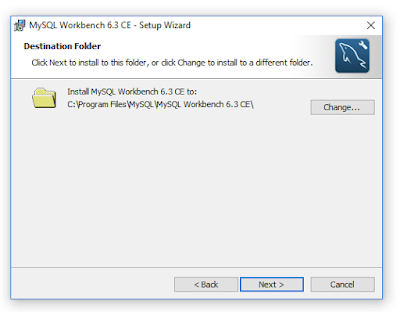 MySQL Workbench 6.3 CE - Setup Wizard
Destination Folder
Click Next to install to this folder, or click Change to install to a different folder.
Install MySQL Workbench 6.3 CE to:
C:\Program Files\MySQL\MySQL Workbench 6.3 CE\
Change...
< Back
Next >
Cancel